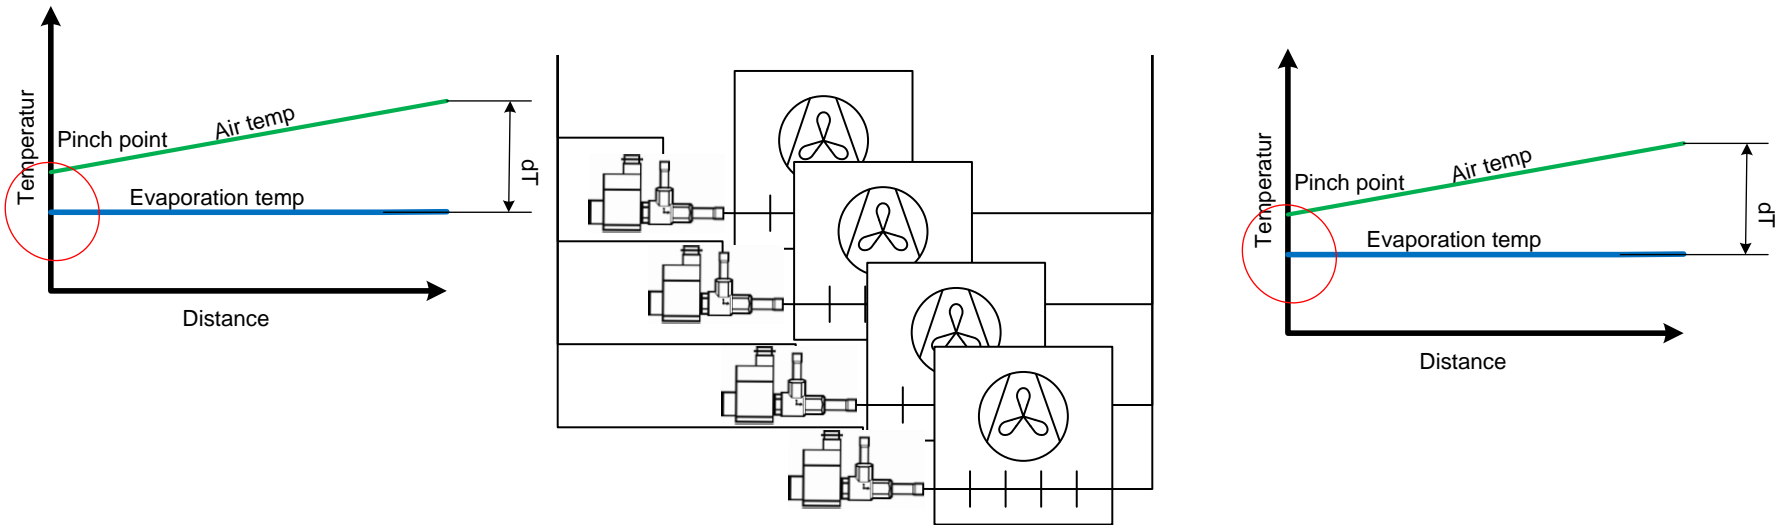 Temperatur
Pinch point
Air temp
Evaporation temp
dT
Distance
Temperatur
Pinch point
Air temp
Evaporation temp
dT
Distance